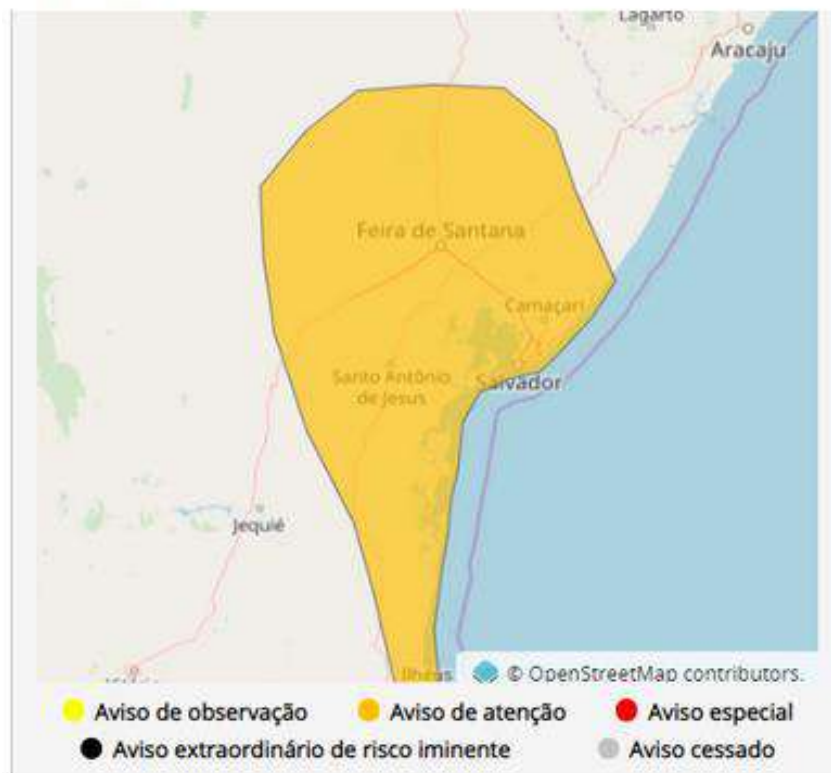 Lagarto
Aracaju
Feira de Santana
Camaçari
Santo Antônio
de Jesus
Salvador
Jequié
Ilhéus
© OpenStreetMap contributors.
Aviso de observação
Aviso de atenção
Aviso especial
Aviso extraordinário de risco iminente
Aviso cessado